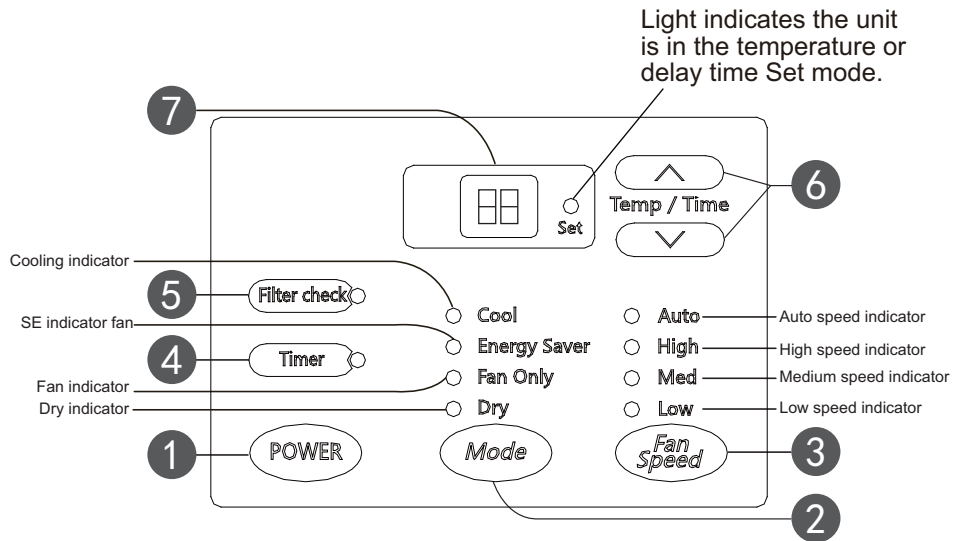 Light indicates the unit
is in the temperature or
delay time Set mode.
7
6
Temp / Time
Set
Cooling indicator
5
Filter check
Cool
Auto
Auto speed indicator
SE indicator fan
Energy Saver
High
High speed indicator
4
Timer
Fan indicator
Fan Only
Med
Medium speed indicator
Dry indicator
Dry
Low
Low speed indicator
1
POWER
Mode
Fan
Speed
3
2